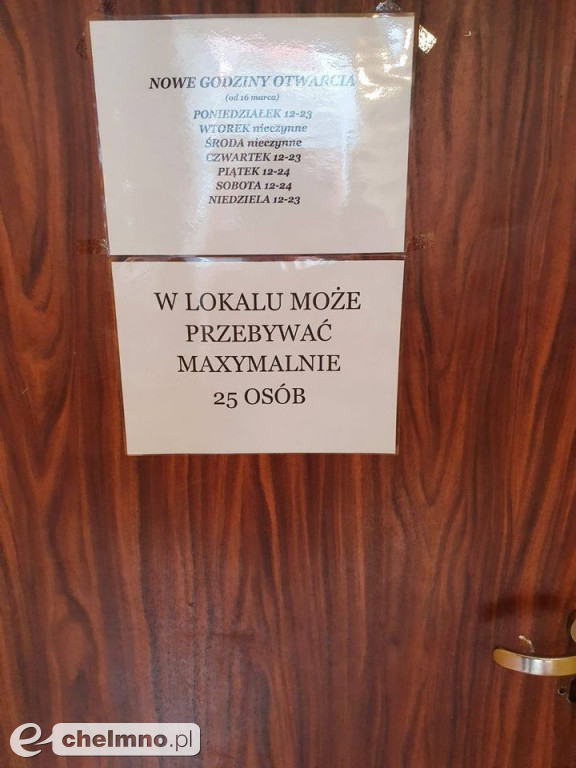 NOWE GODZINY OTWARCIA
(od 16 marca)
PONIEDZIAŁEK 12-23
WTOREK nieczynne
ŚRODA nieczynne
CZWARTEK 12-23
PIĄTEK 12-24
SOBOTA 12-24
NIEDZIELA 12-23
W LOKALU MOŻE
PRZEBYWAĆ
MAXYMALNIE
25 OSÓB
e-chelmno.pl